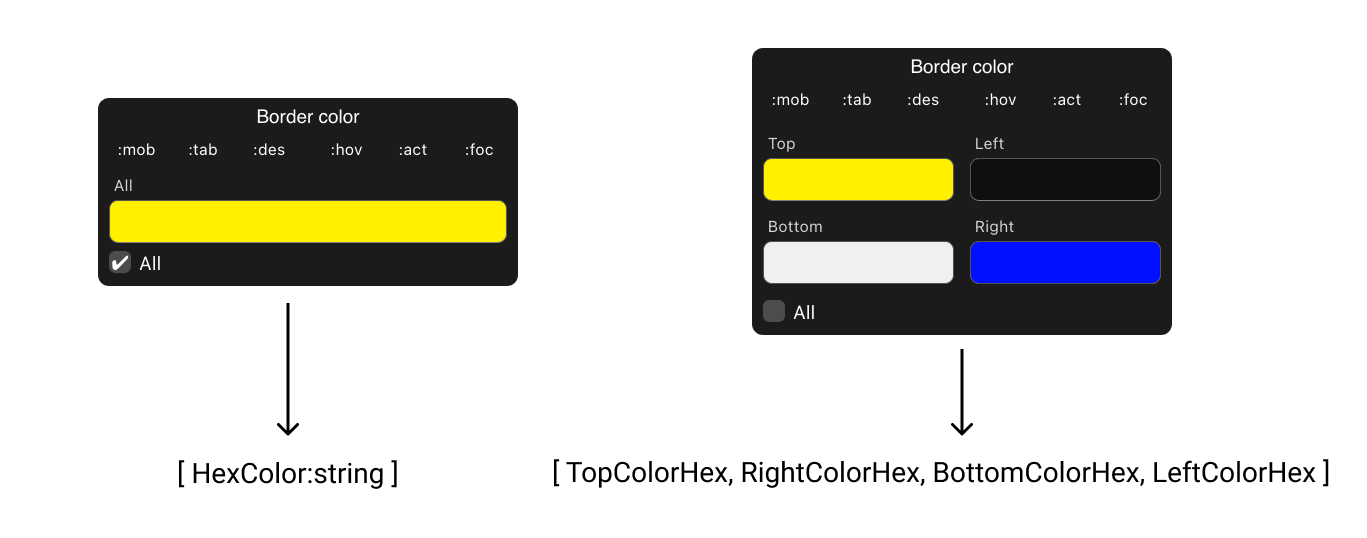 Border color
:mob :tab :des :hov :act :foc
All
All
[ HexColor:string ]
Border color
:mob :tab :des :hov :act :foc
Top Left
Bottom Right
All
[ TopColorHex, RightColorHex, BottomColorHex, LeftColorHex ]